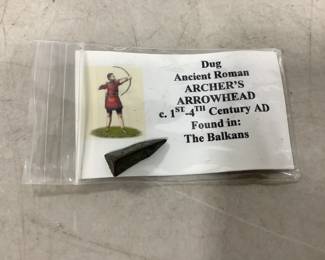 Dug
Ancient Roman
ARCHER'S
ARROWHEAD
c. 1ST-4TH Century AD
Found in:
The Balkans